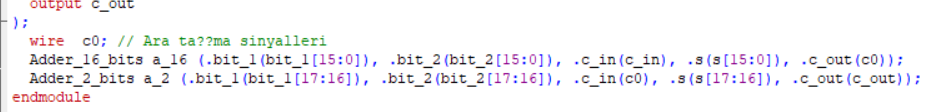 output c_out
);
wire c0; // Ara ta??ma sinyalleri
Adder_16_bits a_16 (.bit_1(bit_1[15:0]), .bit_2(bit_2[15:0]), .c_in(c_in), .s(s[15:0]), .c_out(c0));
Adder_2_bits a_2 (.bit_1(bit_1[17:16]), .bit_2(bit_2[17:16]), .c_in(c0), .s(s[17:16]), .c_out(c_out));
endmodule